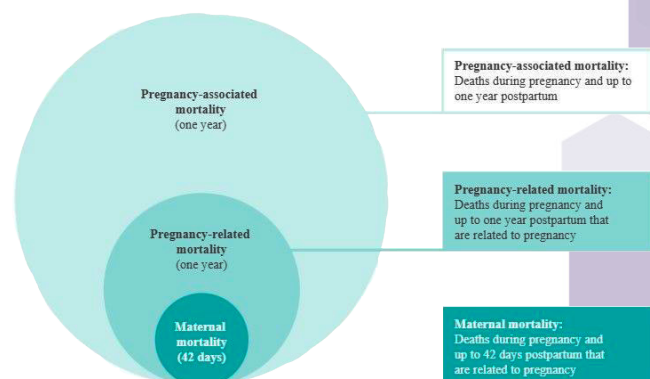 Pregnancy-associated
mortality
(one year)
Pregnancy-related
mortality
(one year)
Maternal
mortality
(42 days)
Pregnancy-associated mortality:
Deaths during pregnancy and up to
one year postpartum
Pregnancy-related mortality:
Deaths during pregnancy and
up to one year postpartum that
are related to pregnancy
Maternal mortality:
Deaths during pregnancy and
up to 42 days postpartum that
are related to pregnancy